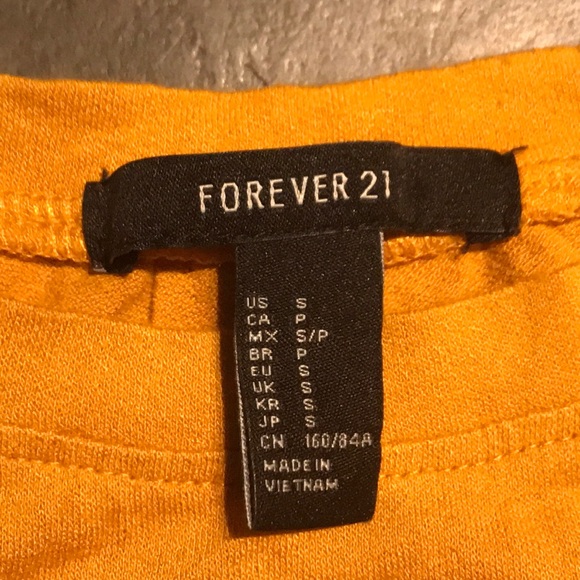 FOREVER 21
US S
CA P
MX S/P
BR P
EU S
UK S
KR S
JP S
CN 160/84A
MADE IN
VIETNAM